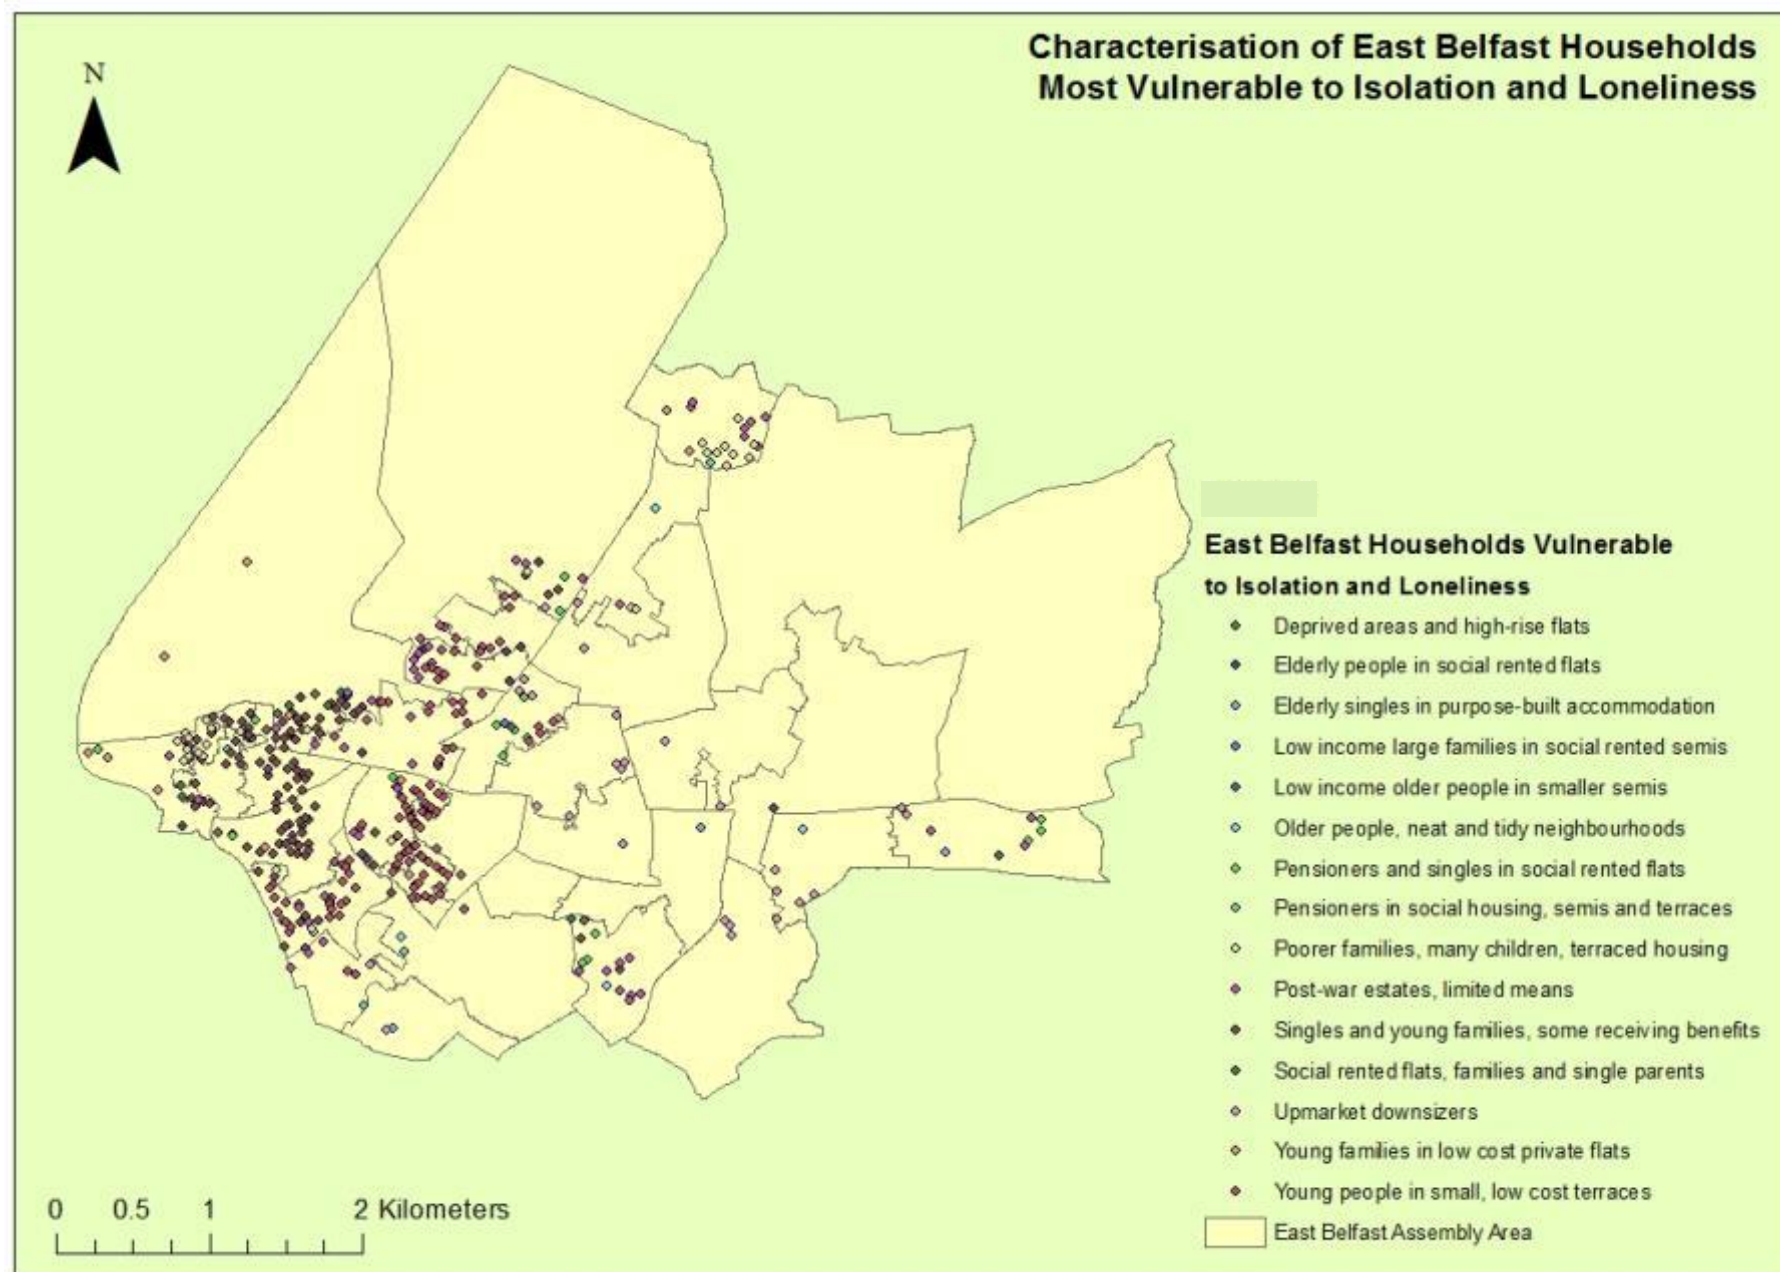 Characterisation of East Belfast Households
Most Vulnerable to Isolation and Loneliness
N
East Belfast Households Vulnerable
to Isolation and Loneliness
Deprived areas and high-rise flats
Elderly people in social rented flats
Elderly singles in purpose-built accommodation
Low income large families in social rented semis
Low income older people in smaller semis
Older people, neat and tidy neighbourhoods
Pensioners and singles in social rented flats
Pensioners in social housing, semis and terraces
Poorer families, many children, terraced housing
Post-war estates, limited means
Singles and young families, some receiving benefits
Social rented flats, families and single parents
Upmarket downsizers
Young families in low cost private flats
Young people in small, low cost terraces
East Belfast Assembly Area
0 0.5 1 2 Kilometers